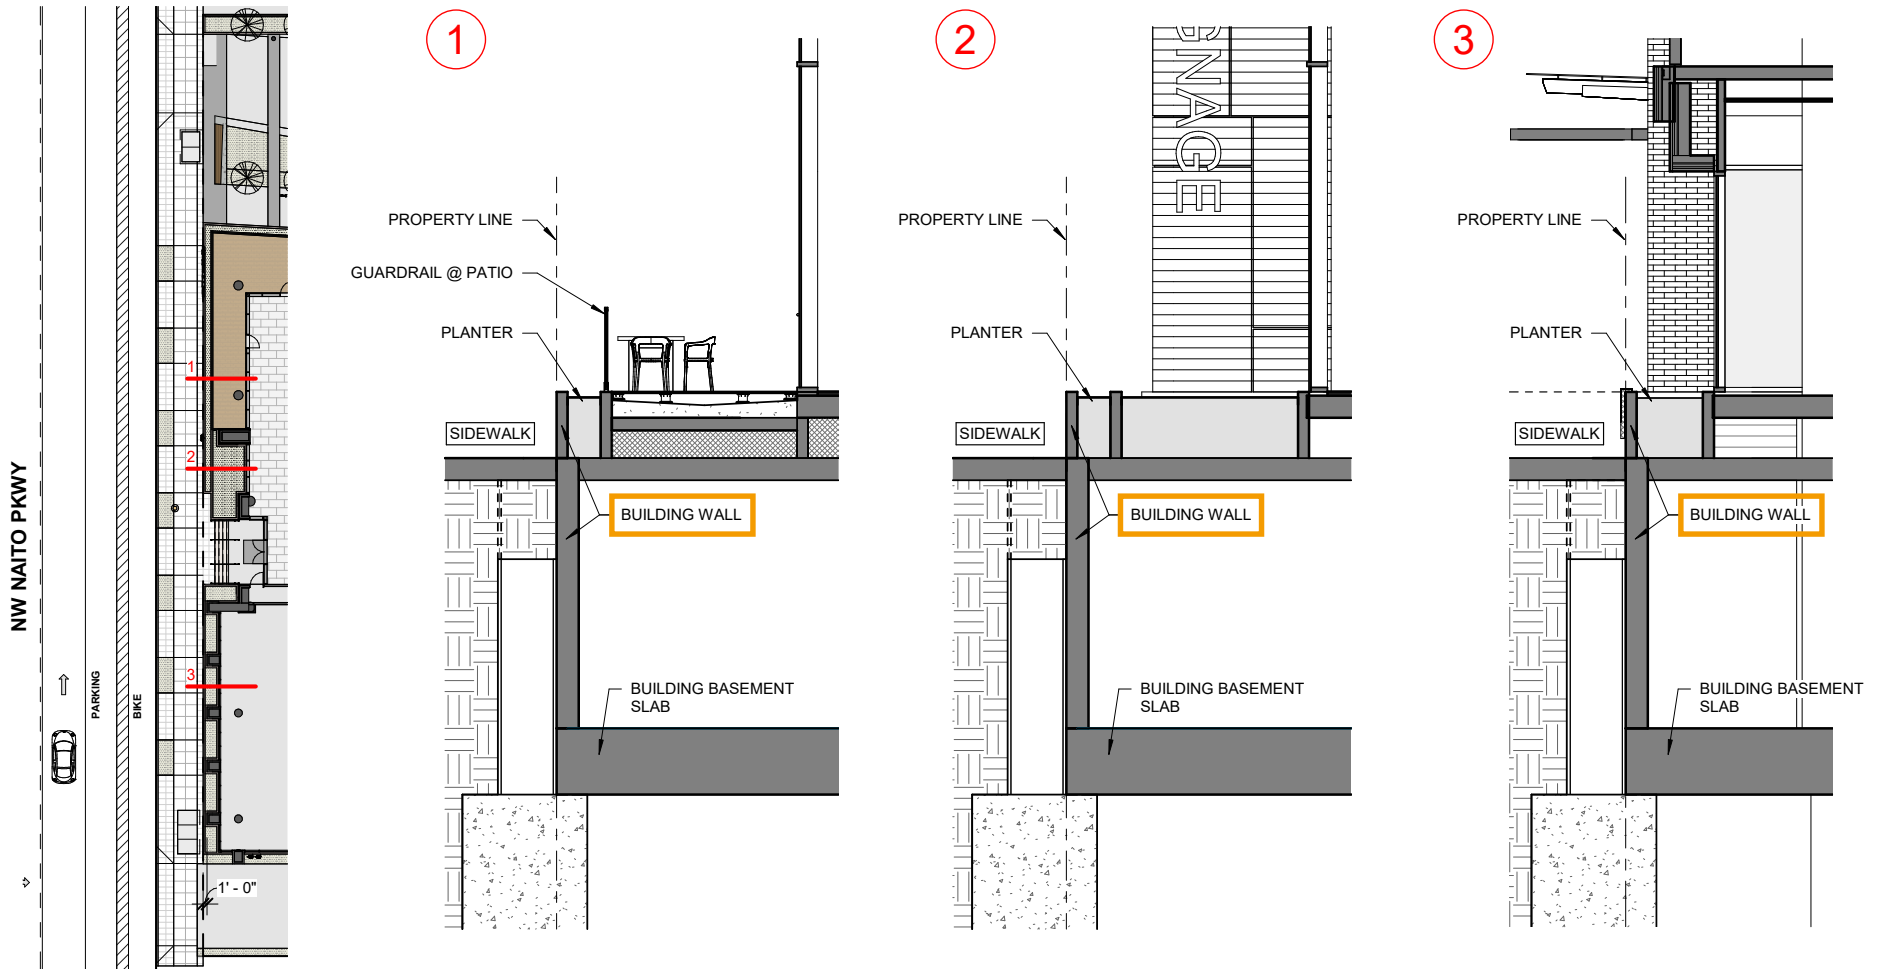 NW NAITO PKWY
PARKING
BIKE
1
2
3
1' - 0"
1
PROPERTY LINE
GUARDRAIL @ PATIO
PLANTER
SIDEWALK
BUILDING WALL
BUILDING BASEMENT
SLAB
2
GNAGE
PROPERTY LINE
PLANTER
SIDEWALK
BUILDING WALL
BUILDING BASEMENT
SLAB
3
PROPERTY LINE
PLANTER
SIDEWALK
BUILDING WALL
BUILDING BASEMENT
SLAB